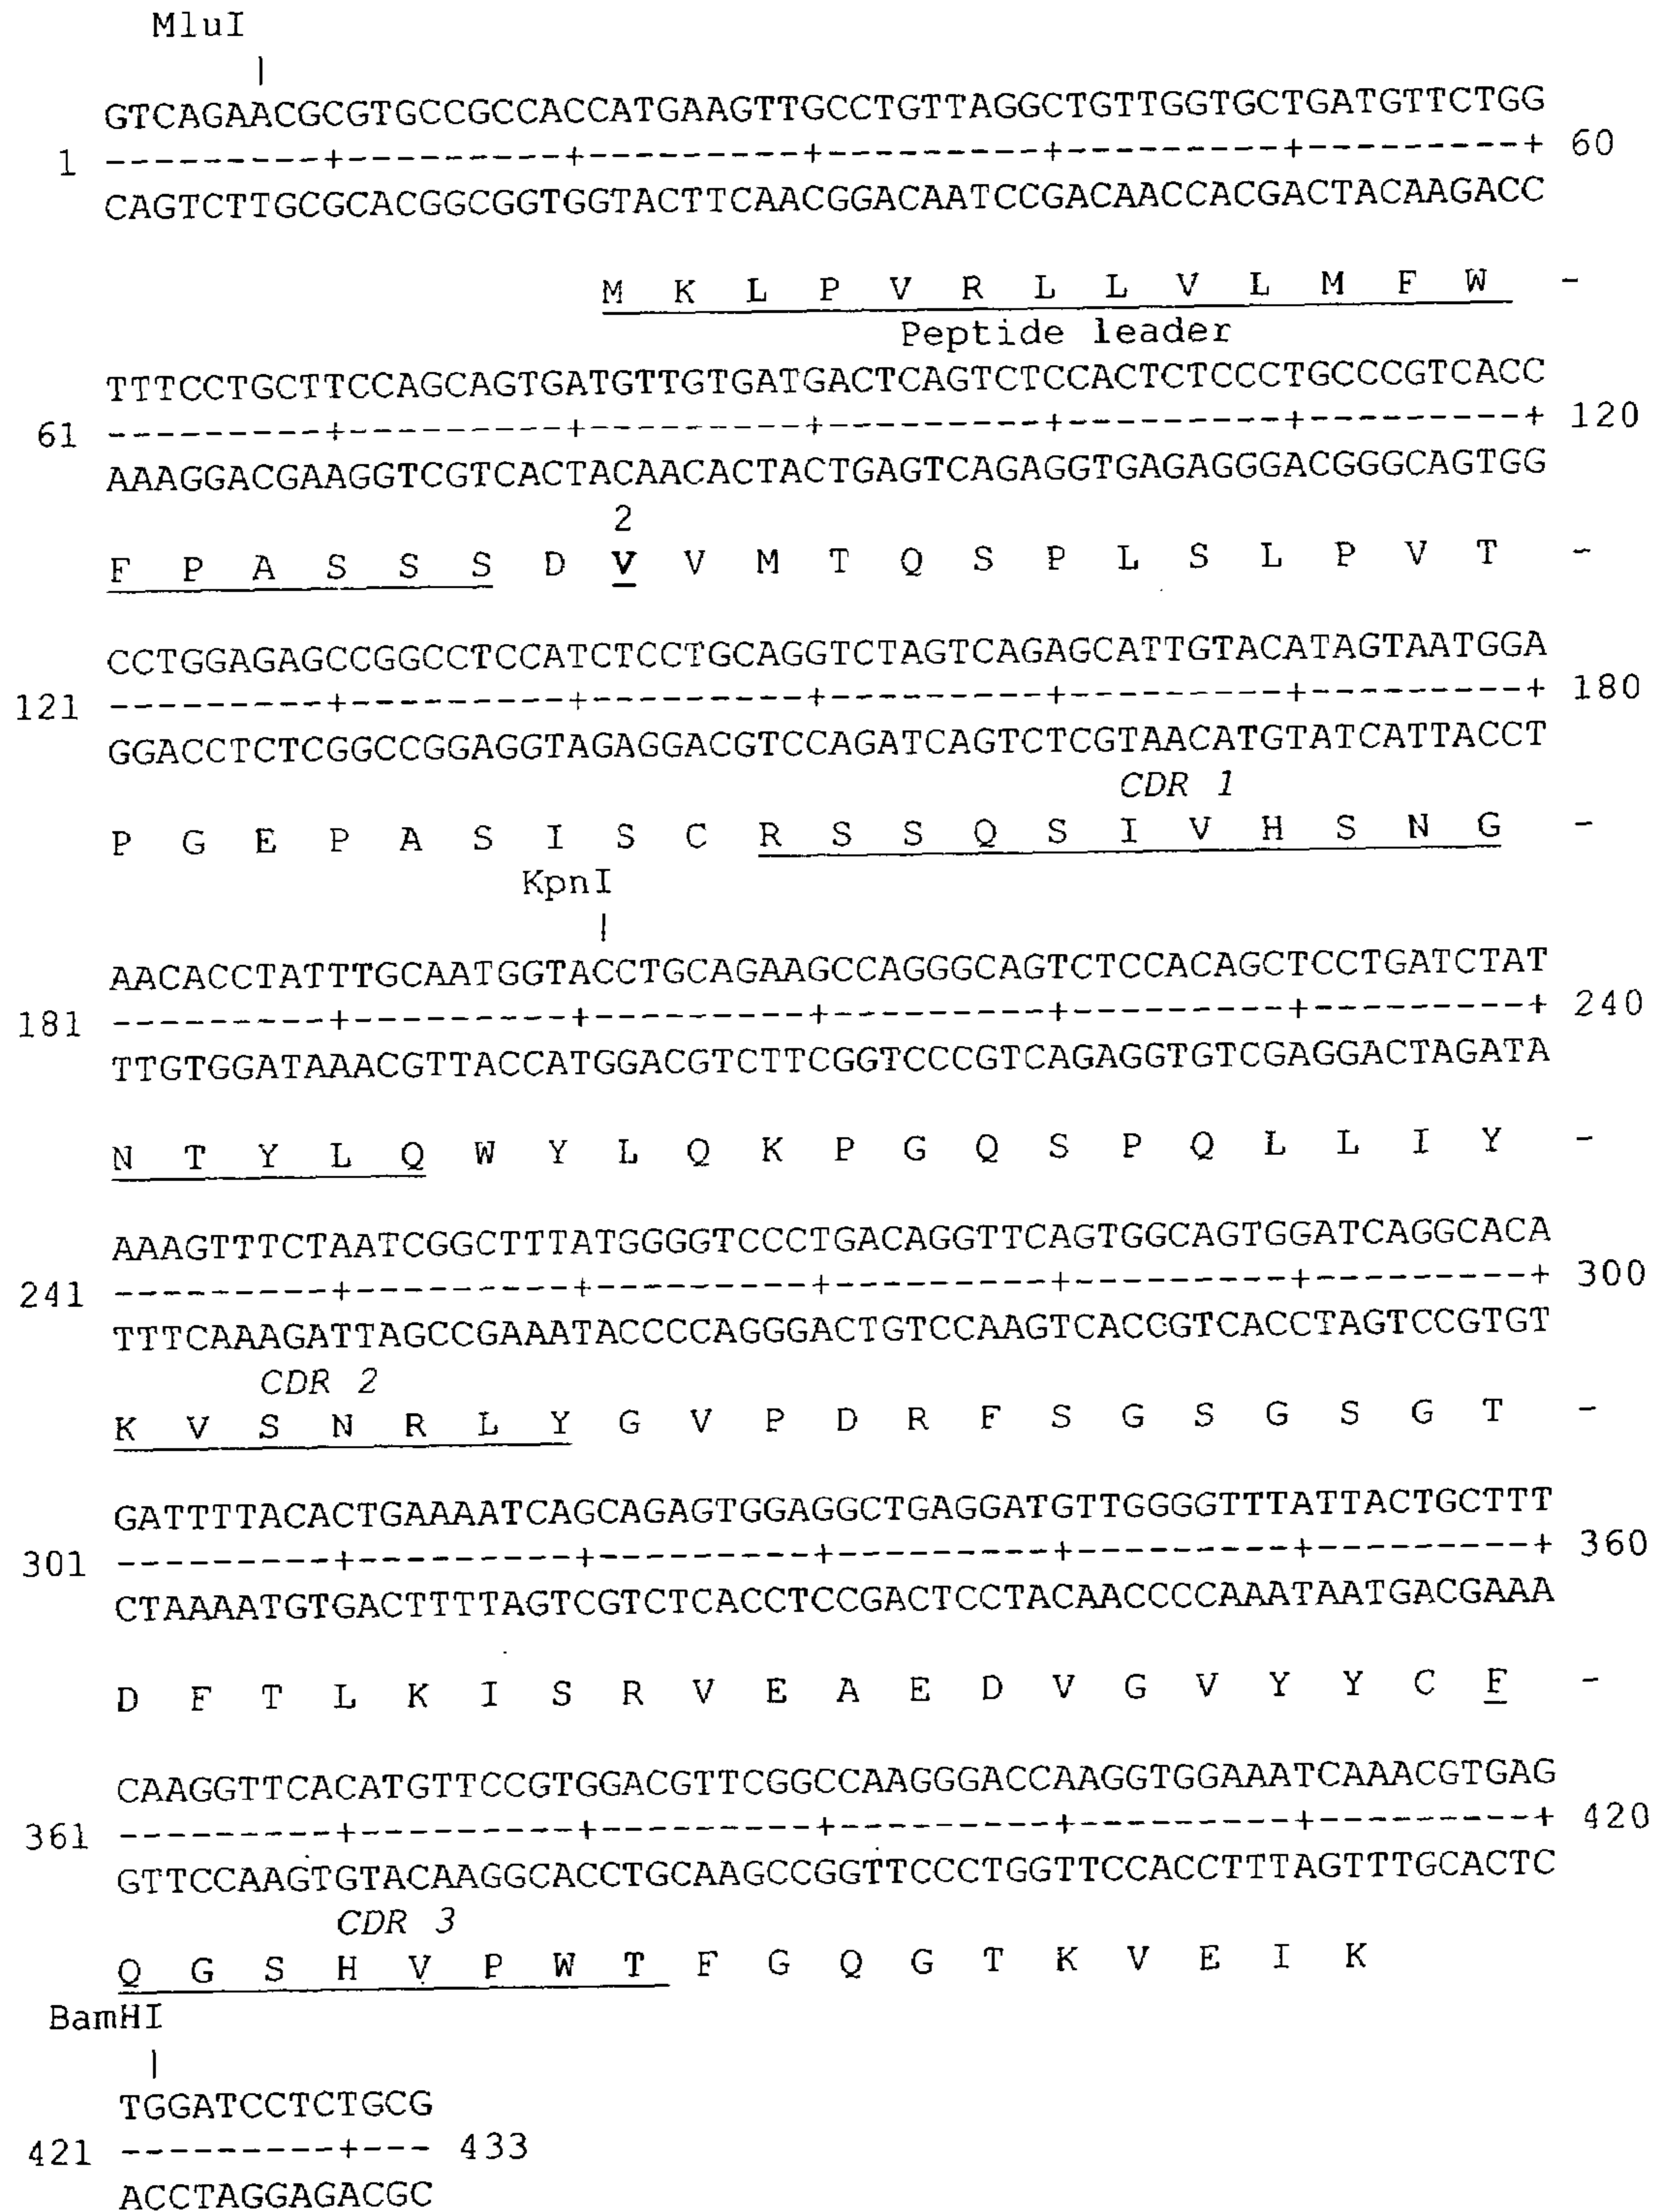 MluI
|
GTCAGAACGCGTGCCGCCACCATGAAGTTGCCTGTTAGGCTGTTGGTGCTGATGTTCTGG
1 ---------+---------+---------+---------+---------+---------+ 60
CAGTCTTGCGCACGGCGGTGGTACTTCAACGGACAATCCGACAACCACGACTACAAGACC
M K L P V R L L V L M F W -
Peptide leader
TTTCCTGCTTCCAGCAGTGATGTTGTGATGACTCAGTCTCCACTCTCCCTGCCCGTCACC
61 ---------+---------+---------+---------+---------+---------+ 120
AAAGGACGAAGGTCGTCACTACAACACTACTGAGTCAGAGGTGAGAGGGACGGGCAGTGG
2
F P A S S S D V V M T Q S P L S L P V T -
CCTGGAGAGCCGGCCTCCATCTCCTGCAGGTCTAGTCAGAGCATTGTACATAGTAATGGA
121 ---------+---------+---------+---------+---------+---------+ 180
GGACCTCTCGGCCGGAGGTAGAGGACGTCCAGATCAGTCTCGTAACATGTATCATTACCT
CDR 1
P G E P A S I S C R S S Q S I V H S N G -
KpnI
|
AACACCTATTTGCAATGGTACCTGCAGAAGCCAGGGCAGTCTCCACAGCTCCTGATCTAT
181 ---------+---------+---------+---------+---------+---------+ 240
TTGTGGATAAACGTTACCATGGACGTCTTCGGTCCCGTCAGAGGTGTCGAGGACTAGATA
N T Y L Q W Y L Q K P G Q S P Q L L I Y -
AAAGTTTCTAATCGGCTTTATGGGGTCCCTGACAGGTTCAGTGGCAGTGGATCAGGCACA
241 ---------+---------+---------+---------+---------+---------+ 300
TTTCAAAGATTAGCCGAAATACCCCAGGGACTGTCCAAGTCACCGTCACCTAGTCCGTGT
CDR 2
K V S N R L Y G V P D R F S G S G S G T -
GATTTTACACTGAAAATCAGCAGAGTGGAGGCTGAGGATGTTGGGGTTTATTACTGCTTT
301 ---------+---------+---------+---------+---------+---------+ 360
CTAAAATGTGACTTTTAGTCGTCTCACCTCCGACTCCTACAACCCCAAATAATGACGAAA
D F T L K I S R V E A E D V G V Y Y C F -
CAAGGTTCACATGTTCCGTGGACGTTCGGCCAAGGGACCAAGGTGGAAATCAAACGTGAG
361 ---------+---------+---------+---------+---------+---------+ 420
GTTCCAAGTGTACAAGGCACCTGCAAGCCGGTTCCCTGGTTCCACCTTTAGTTTGCACTC
CDR 3
Q G S H V P W T F G Q G T K V E I K
BamHI
|
TGGATCCTCTGCG
421 ---------+--- 433
ACCTAGGAGACGC